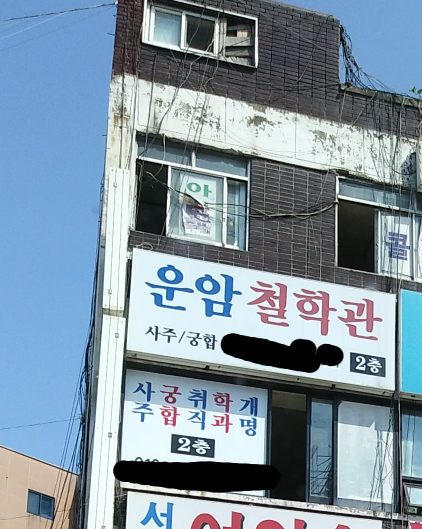 아
콜
운암철학관
사주/궁합
2층
사궁취학개
주합직과명
2층